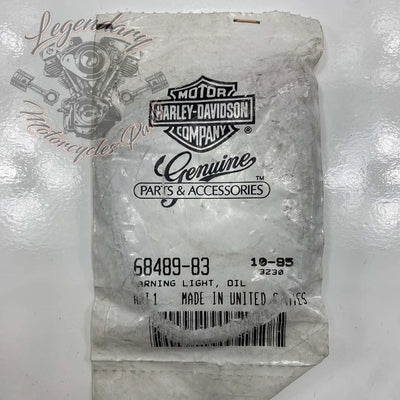 Legendary
Motorcycles Parts
MOTOR
HARLEY-DAVIDSON
COMPANY ®
Genuine
PARTS & ACCESSORIES ™
68489-83 10-95
3230
WARNING LIGHT, OIL
MADE IN UNITED STATES